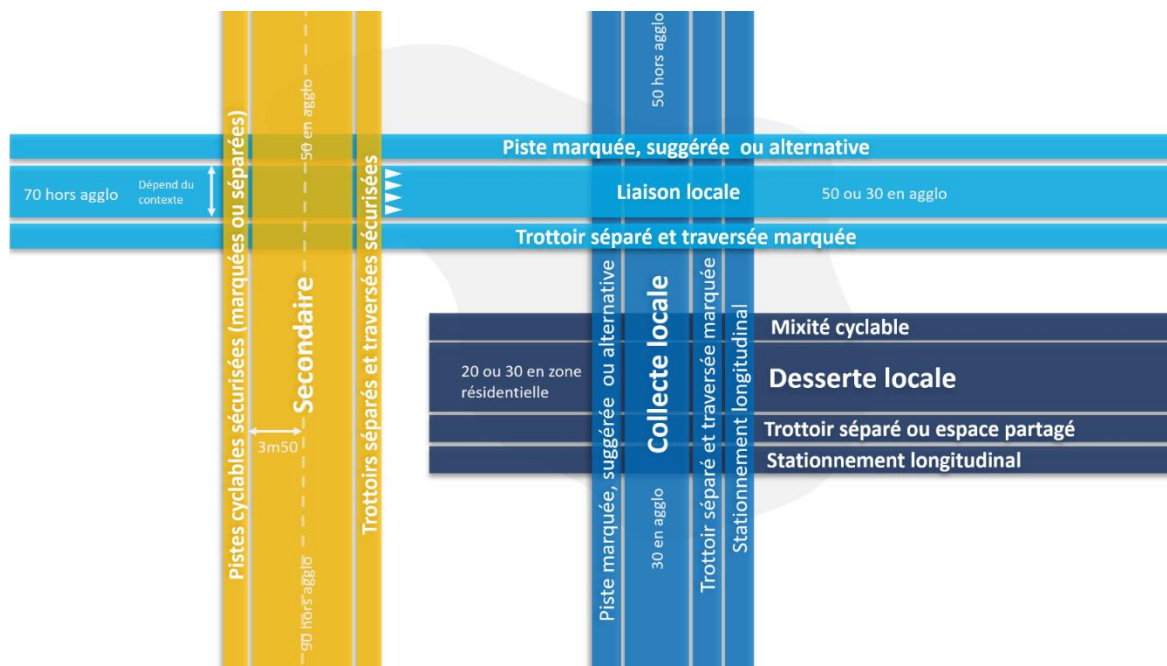 Pistes cyclables sécurisées (marquées ou séparées)
50 en agglo
Secondaire
3m50
90 hors agglo
Trottoirs séparés et traversées sécurisées
Piste marquée, suggérée ou alternative
70 hors agglo
Dépend du
contexte
Liaison locale
50 ou 30 en agglo
Trottoir séparé et traversée marquée
50 hors agglo
Piste marquée, suggérée ou alternative
Collecte locale
30 en agglo
Trottoir séparé et traversée marquée
Stationnement longitudinal
Mixité cyclable
20 ou 30 en zone
résidentielle
Desserte locale
Trottoir séparé ou espace partagé
Stationnement longitudinal